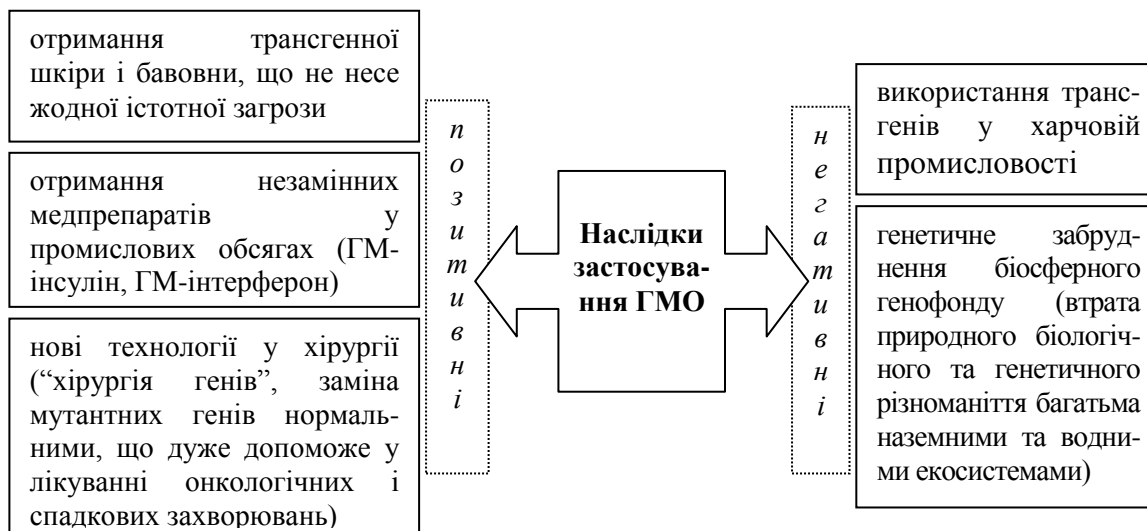 отримання трансгенної
шкіри і бавовни, що не несе
жодної істотної загрози
отримання незамінних
медпрепаратів у
промислових обсягах (ГМ-
інсулін, ГМ-інтерферон)
нові технології у хірургії
(“хірургія генів”, заміна
мутантних генів нормаль-
ними, що дуже допоможе у
лікуванні онкологічних і
спадкових захворювань)
позитивні
Наслідки
застосува-
ння ГМО
негативні
використання транс-
генів у харчовій
промисловості
генетичне забруд-
нення біосферного
генофонду (втрата
природного біологіч-
ного та генетичного
різноманіття багатьма
наземними та водни-
ми екосистемами)